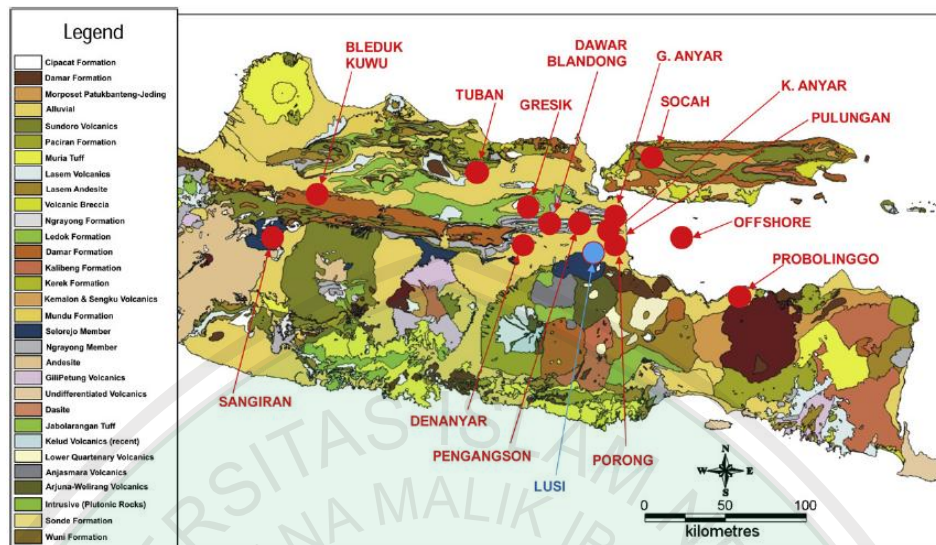 Legend
Cipacat Formation
Damar Formation
Morposet Patukbanteng-Jeding
Alluvial
Sundoro Volcanics
Paciran Formation
Muria Tuff
Lasem Volcanics
Lasem Andesite
Volcanic Breccia
Ngrayong Formation
Ledok Formation
Damar Formation
Kalibeng Formation
Kerek Formation
Kemalon & Sengku Volcanics
Mundu Formation
Selorejo Member
Ngrayong Member
Andesite
GiliPetung Volcanics
Undifferentiated Volcanics
Dasite
Jabolarangan Tuff
Kelud Volcanics (recent)
Lower Quartenary Volcanics
Anjasmara Volcanics
Arjuna-Welirang Volcanics
Intrusive (Plutonic Rocks)
Sonde Formation
Wuni Formation
BLEDUK
KUWU
TUBAN
GRESIK
DAWAR
BLANDONG
G. ANYAR
SOCAH
K. ANYAR
PULUNGAN
OFFSHORE
PROBOLINGGO
SANGIRAN
DENANYAR
PENGANGSON
LUSI
PORONG
N
W E
S
0 50 100
kilometres
UNIVERSITAS ISLAM
MALIK